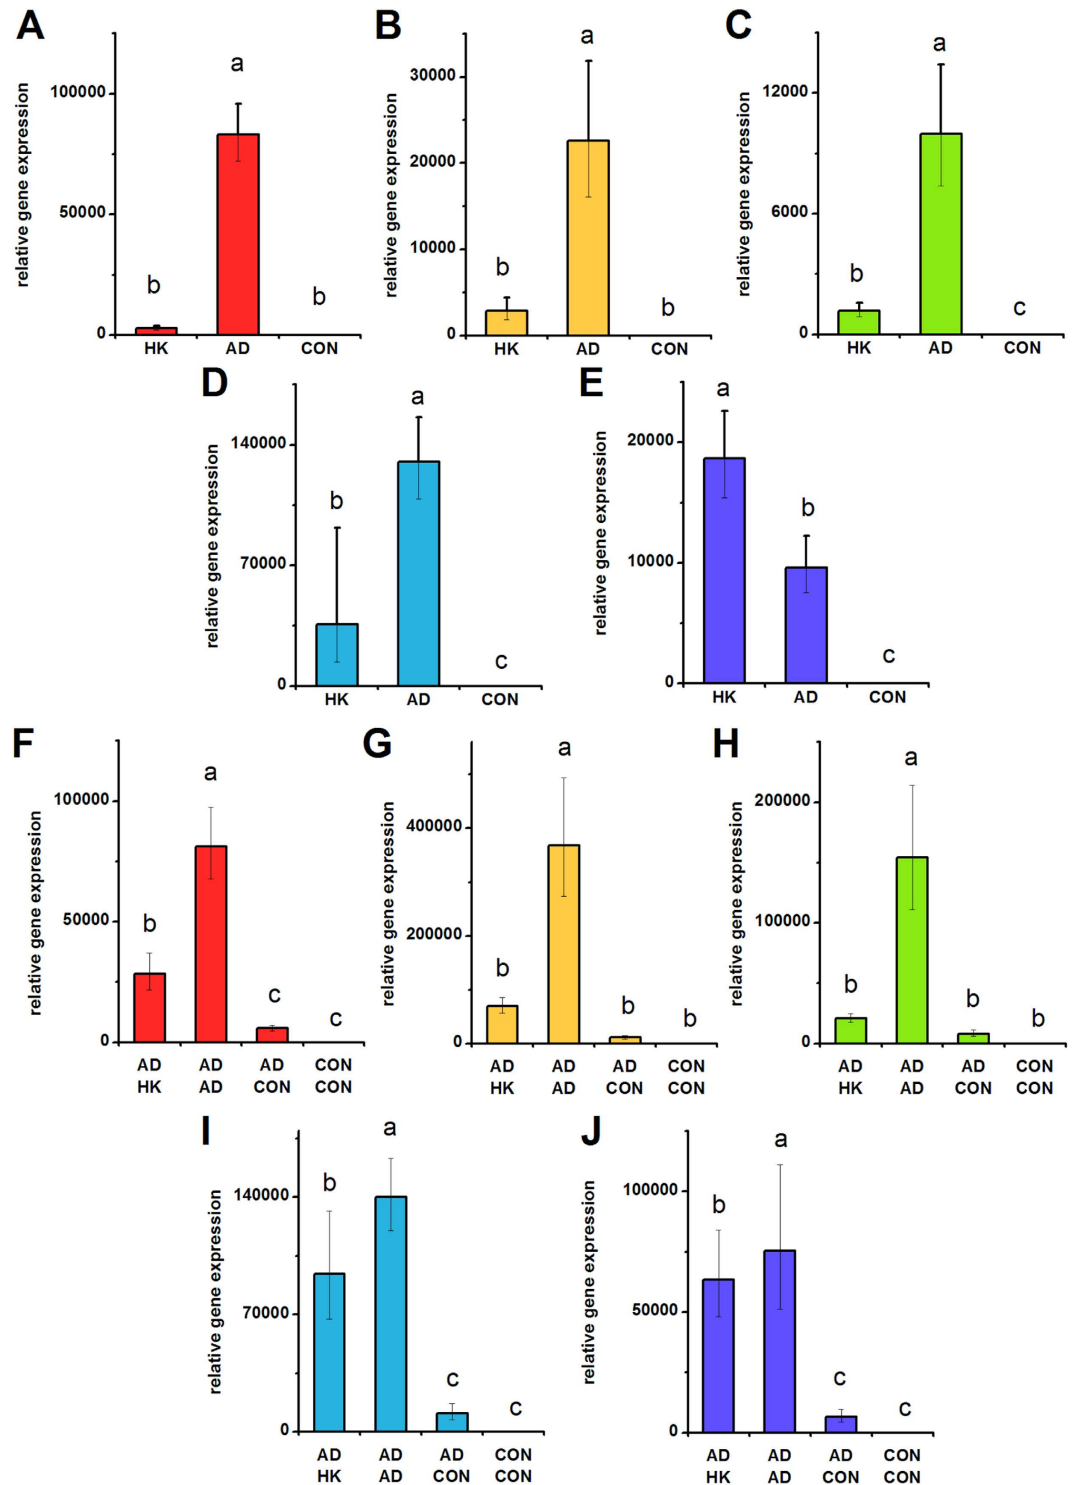 A
relative gene expression
100000
50000
0
a
b
b
HK AD CON
B
relative gene expression
30000
20000
10000
0
a
b
b
HK AD CON
C
relative gene expression
12000
6000
0
a
b
c
HK AD CON
D
relative gene expression
140000
70000
0
a
b
c
HK AD CON
E
relative gene expression
20000
10000
0
a
b
c
HK AD CON
F
relative gene expression
100000
50000
0
a
b
c
c
AD AD AD CON
HK AD CON CON
G
relative gene expression
400000
200000
0
a
b
b
b
AD AD AD CON
HK AD CON CON
H
relative gene expression
200000
100000
0
a
b
b
b
AD AD AD CON
HK AD CON CON
I
relative gene expression
140000
70000
0
a
b
c
c
AD AD AD CON
HK AD CON CON
J
relative gene expression
100000
50000
0
a
b
c
c
AD AD AD CON
HK AD CON CON